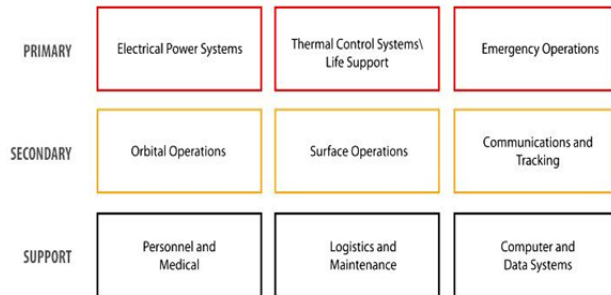 PRIMARY
Electrical Power Systems
Thermal Control Systems\
Life Support
Emergency Operations
SECONDARY
Orbital Operations
Surface Operations
Communications and
Tracking
SUPPORT
Personnel and
Medical
Logistics and
Maintenance
Computer and
Data Systems